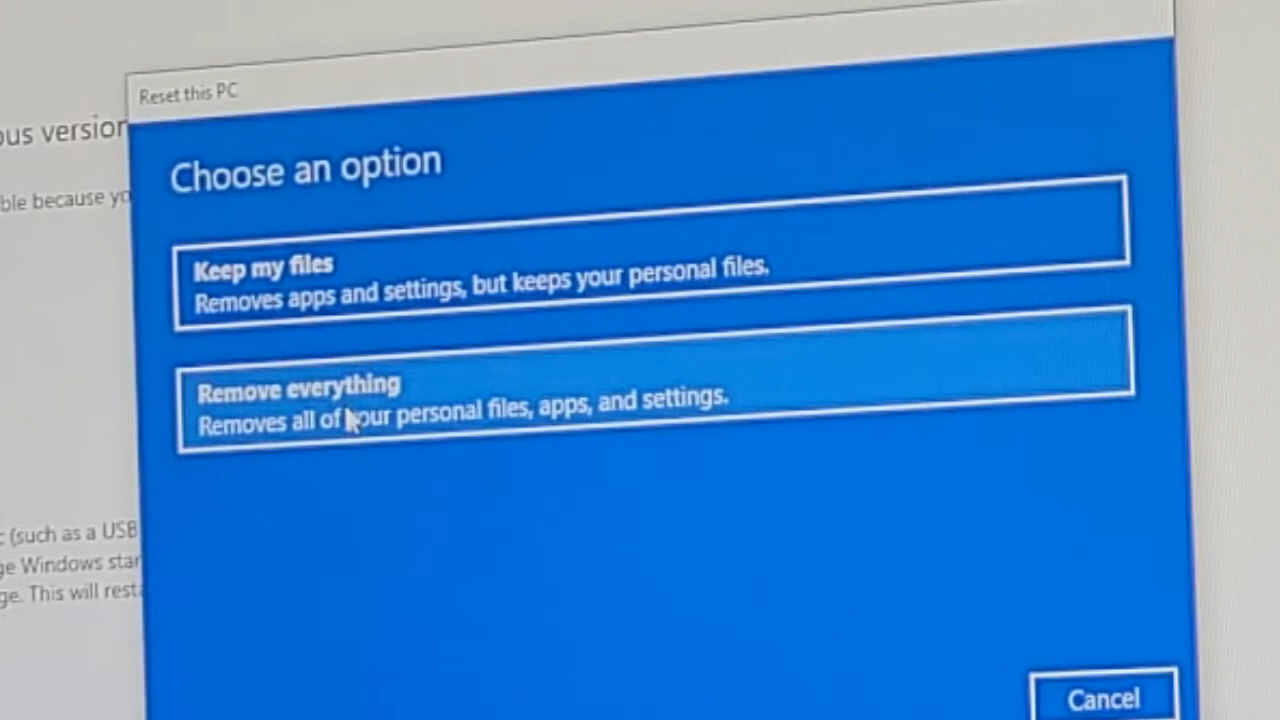 Reset this PC
ous version
ble because yo
Choose an option
Keep my files
Removes apps and settings, but keeps your personal files.
Remove everything
Removes all of your personal files, apps, and settings.
(such as a USB
ge Windows star
ge. This will resta
Cancel